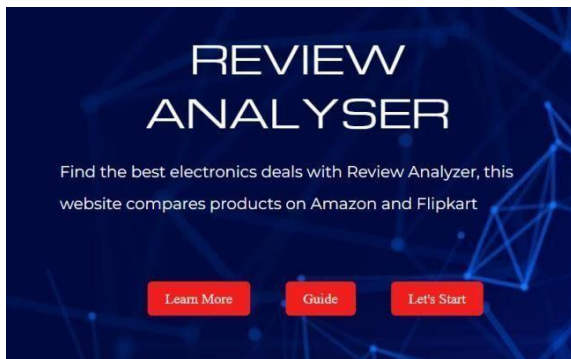 REVIEW
ANALYSER
Find the best electronics deals with Review Analyzer, this
website compares products on Amazon and Flipkart
Learn More
Guide
Let's Start